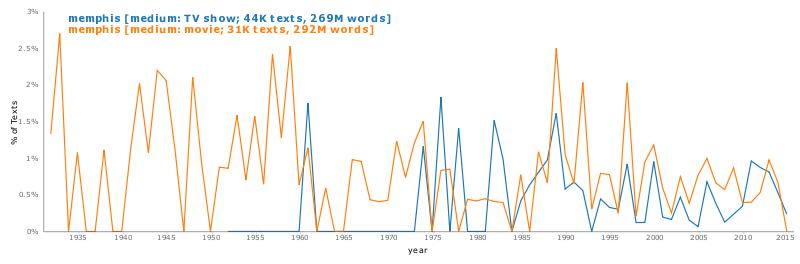 memphis [medium: TV show; 44K texts, 269M words]
memphis [medium: movie; 31K texts, 292M words]
3%
2.5%
2%
1.5%
1%
0.5%
0%
% of Texts
1935 1940 1945 1950 1955 1960 1965 1970 1975 1980 1985 1990 1995 2000 2005 2010 2015
year